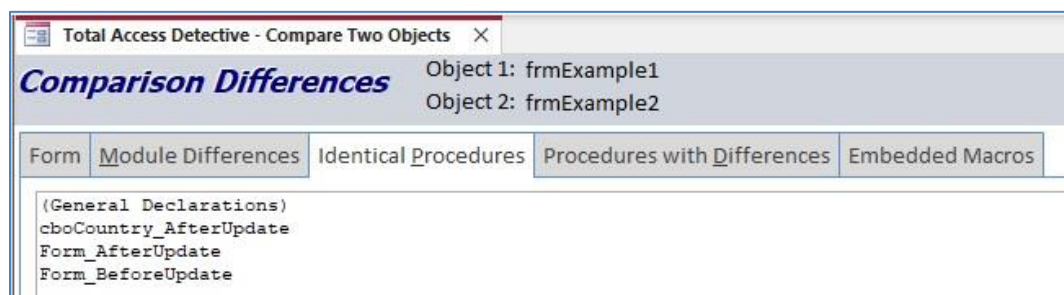 Total Access Detective - Compare Two Objects
Comparison Differences
Object 1: frmExample1
Object 2: frmExample2
Form Module Differences Identical Procedures Procedures with Differences Embedded Macros
(General Declarations)
cboCountry_AfterUpdate
Form_AfterUpdate
Form_BeforeUpdate